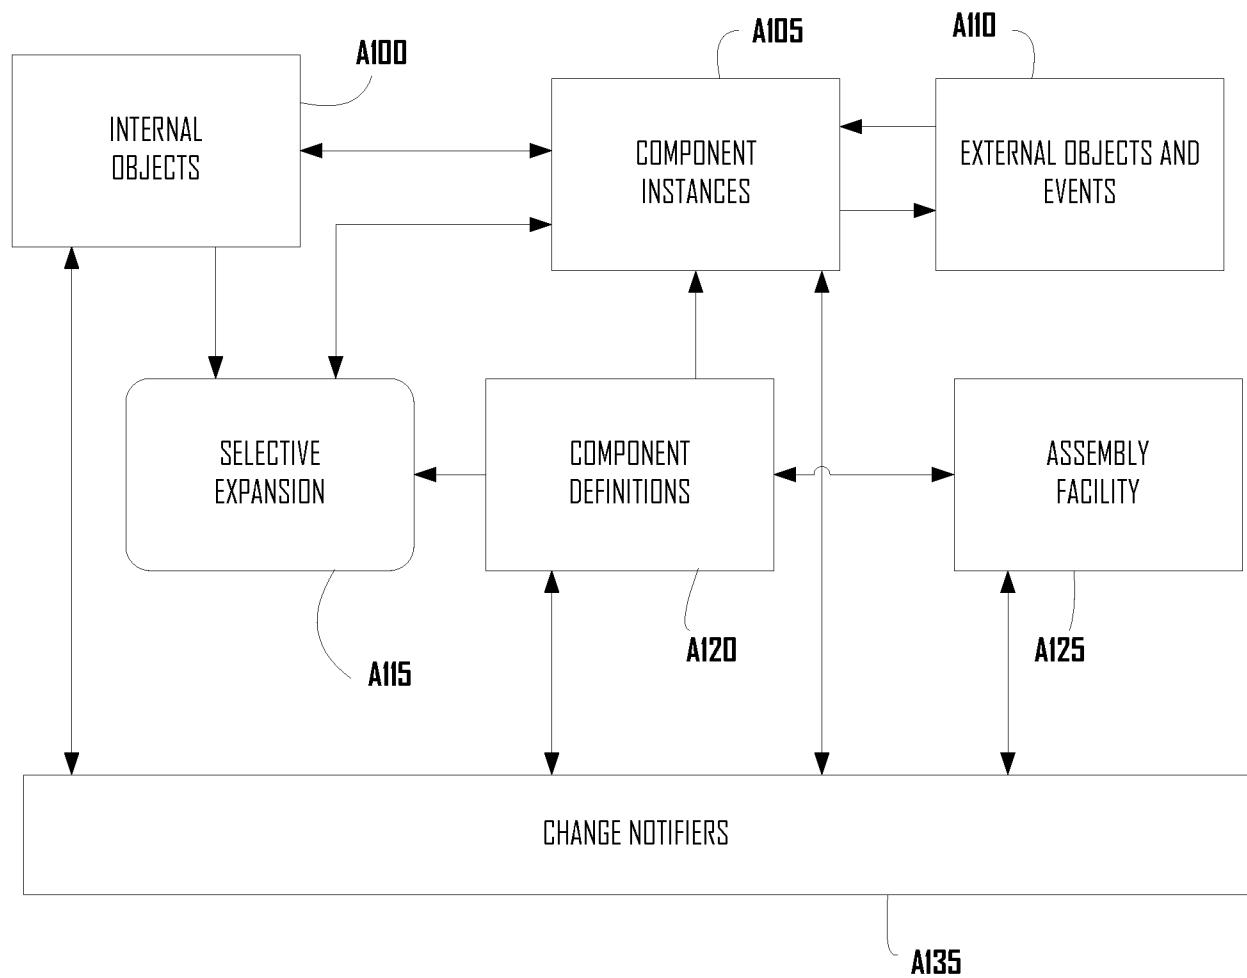 A100
A105
A110
INTERNAL
OBJECTS
COMPONENT
INSTANCES
EXTERNAL OBJECTS AND
EVENTS
SELECTIVE
EXPANSION
COMPONENT
DEFINITIONS
ASSEMBLY
FACILITY
A115
A120
A125
CHANGE NOTIFIERS
A135